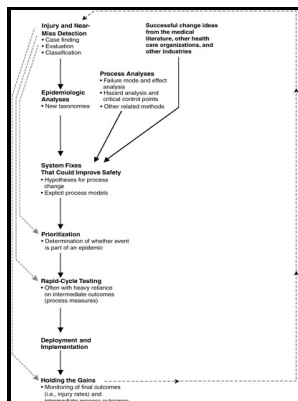 Injury and Near-
Miss Detection
• Case finding
• Evaluation
• Classification
Successful change ideas
from the medical
literature, other health
care organizations, and
other industries
Process Analyses
• Failure mode and effect
analysis
• Hazard analysis and
critical control points
• Other related methods
Epidemiologic
Analyses
• New taxonomies
System Fixes
That Could Improve Safety
• Hypotheses for process
change
• Explicit process models
Prioritization
• Determination of whether event
is part of an epidemic
Rapid-Cycle Testing
• Often with heavy reliance
on intermediate outcomes
(process measures)
Deployment and
Implementation
Holding the Gains
• Monitoring of final outcomes
(i.e., injury rates) and
intermediate process outcomes